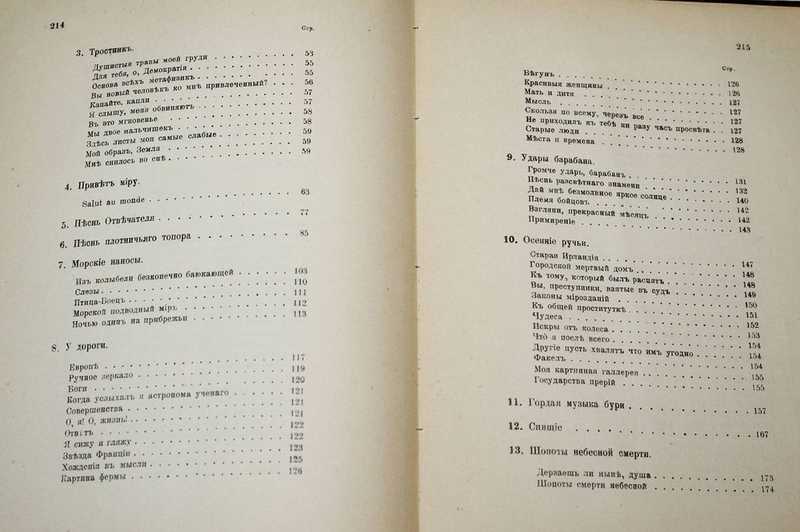 214
Стр.
3. Тростникъ.
Душистыя травы моей груди . . . . . . . . 53
Для тебя, о, Демократія . . . . . . . . 55
Основа всѣхъ метафизикъ . . . . . . . . 55
Вы новый человѣкъ ко мнѣ привлеченный? . . . 56
Капайте, капли . . . . . . . . 57
Я слышу, меня обвиняютъ . . . . . . . . 57
Въ это мгновенье . . . . . . . . 58
Мы двое мальчишекъ . . . . . . . . 58
Здѣсь листы мои самые слабые . . . . . . . . 59
Мой образъ, Земля . . . . . . . . 59
Мнѣ снилось во снѣ . . . . . . . . 59
4. Привѣтъ міру.
Salut au monde . . . . . . . . 63
5. Пѣснь Отвѣчателя . . . . . . . . 77
6. Пѣснь плотничьяго топора . . . . . . . . 85
7. Морскіе наносы.
Изъ колыбели безконечно баюкающей . . . . . . 103
Слезы . . . . . . . . 110
Птица-Боецъ . . . . . . . . 111
Морской подводный міръ . . . . . . . . 112
Ночью одинъ на прибрежьи . . . . . . . . 113
8. У дороги.
Европѣ . . . . . . . . 117
Ручное зеркало . . . . . . . . 119
Боги . . . . . . . . 120
Когда услыхалъ я астронома ученаго . . . . . . 121
Совершенства . . . . . . . . 121
О, я! О, жизнь! . . . . . . . . 121
Отвѣтъ . . . . . . . . 122
Я сижу и гляжу . . . . . . . . 122
Звѣзда Франціи . . . . . . . . 123
Хожденія въ мысли . . . . . . . . 125
Картина фермы . . . . . . . . 126
215
Стр.
Бѣгунъ . . . . . . . . 126
Красивыя женщины . . . . . . . . 126
Мать и дитя . . . . . . . . 127
Мысль . . . . . . . . 127
Скользя по всему, черезъ все . . . . . . . . 127
Не приходилъ къ тебѣ ни разу часъ просвѣта . . 127
Старые люди . . . . . . . . 128
Мѣста и времена . . . . . . . . 128
9. Удары барабана.
Громче ударь, барабанъ . . . . . . . . 131
Пѣснь разсвѣтнаго знамени . . . . . . . . 132
Дай мнѣ безмолвное яркое солнце . . . . . . . . 140
Племя бойцовъ . . . . . . . . 142
Взгляни, прекрасный мѣсяцъ . . . . . . . . 142
Примиреніе . . . . . . . . 143
10. Осенніе ручьи.
Старая Ирландія . . . . . . . . 147
Городской мертвый домъ . . . . . . . . 148
Къ тому, который былъ распятъ . . . . . . . . 148
Вы, преступники, взятые въ судъ . . . . . . . . 149
Законы мірозданій . . . . . . . . 150
Къ общей проституткѣ . . . . . . . . 151
Чудеса . . . . . . . . 152
Искры отъ колеса . . . . . . . . 153
Что я послѣ всего . . . . . . . . 154
Другіе пусть хвалятъ что имъ угодно . . . . . . 154
Факелъ . . . . . . . . 154
Моя картинная галлерея . . . . . . . . 155
Государства прерій . . . . . . . . 155
11. Гордая музыка бури . . . . . . . . 157
12. Спящіе . . . . . . . . 167
13. Шопоты небесной смерти.
Дерзаешь ли нынѣ, душа . . . . . . . . 173
Шопоты смерти небесной . . . . . . . . 174